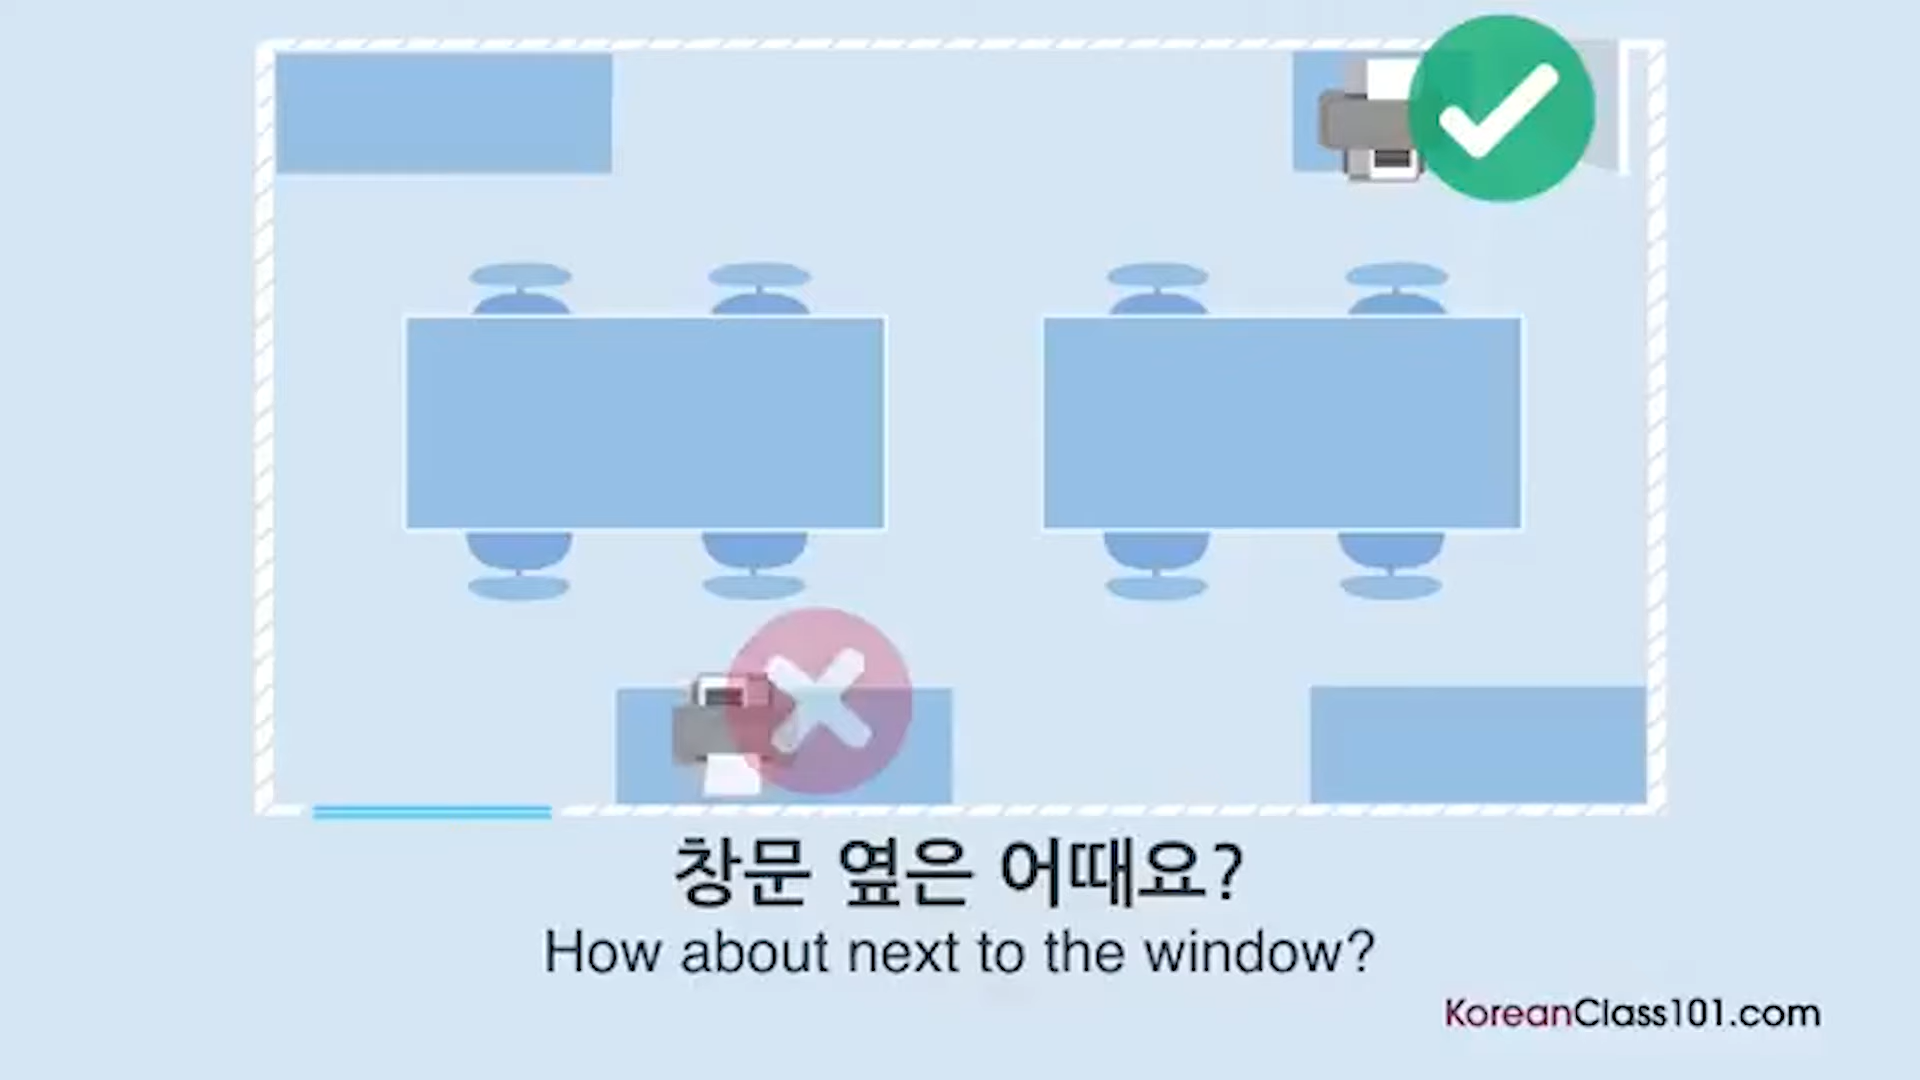 창문 옆은 어때요?
How about next to the window?
KoreanClass101.com